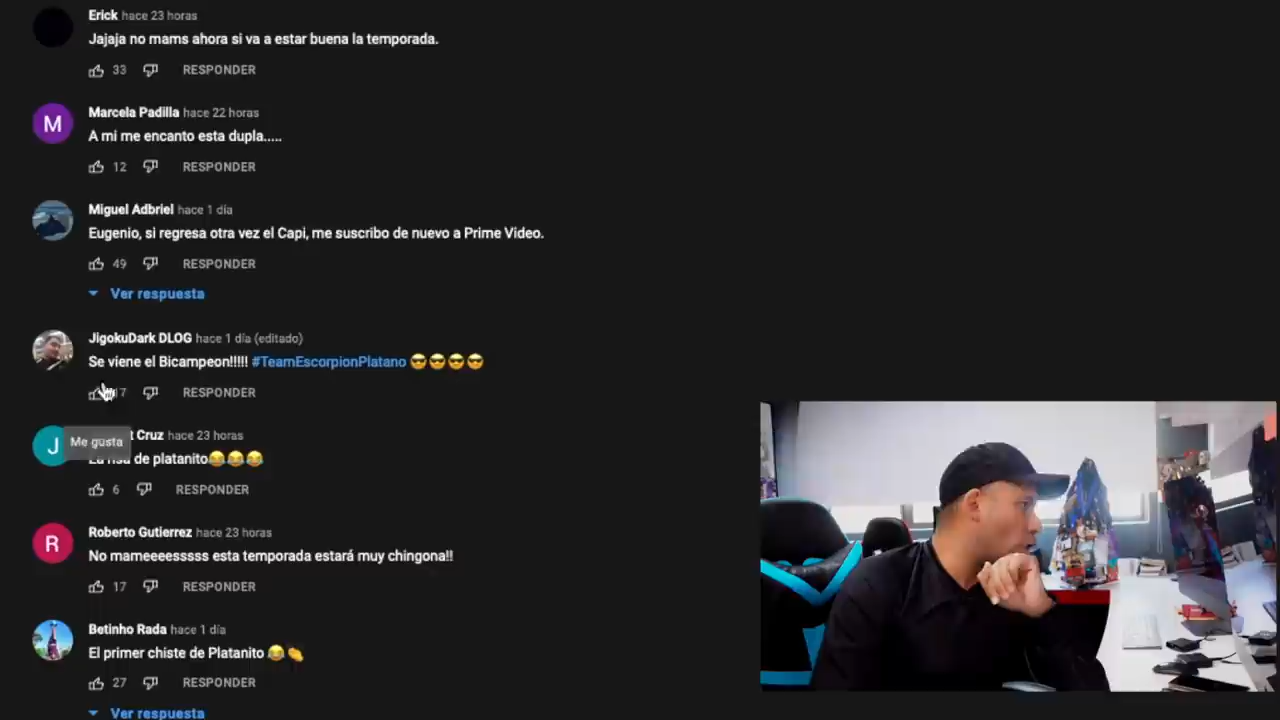 Erick hace 23 horas
Jajaja no mams ahora si va a estar buena la temporada.
33 RESPONDER
M
Marcela Padilla hace 22 horas
A mi me encanto esta dupla.....
12 RESPONDER
Miguel Adbriel hace 1 día
Eugenio, si regresa otra vez el Capi, me suscribo de nuevo a Prime Video.
49 RESPONDER
Ver respuesta
JigokuDark DLOG hace 1 día (editado)
Se viene el Bicampeon!!!!! #TeamEscorpionPlatano 😎😎😎😎
RESPONDER
J
Cruz hace 23 horas
Me gusta
de platanito😂😂😂
6 RESPONDER
R
Roberto Gutierrez hace 23 horas
No mameeeesssss esta temporada estará muy chingona!!
17 RESPONDER
Betinho Rada hace 1 día
El primer chiste de Platanito 😂👏
27 RESPONDER
Ver respuesta